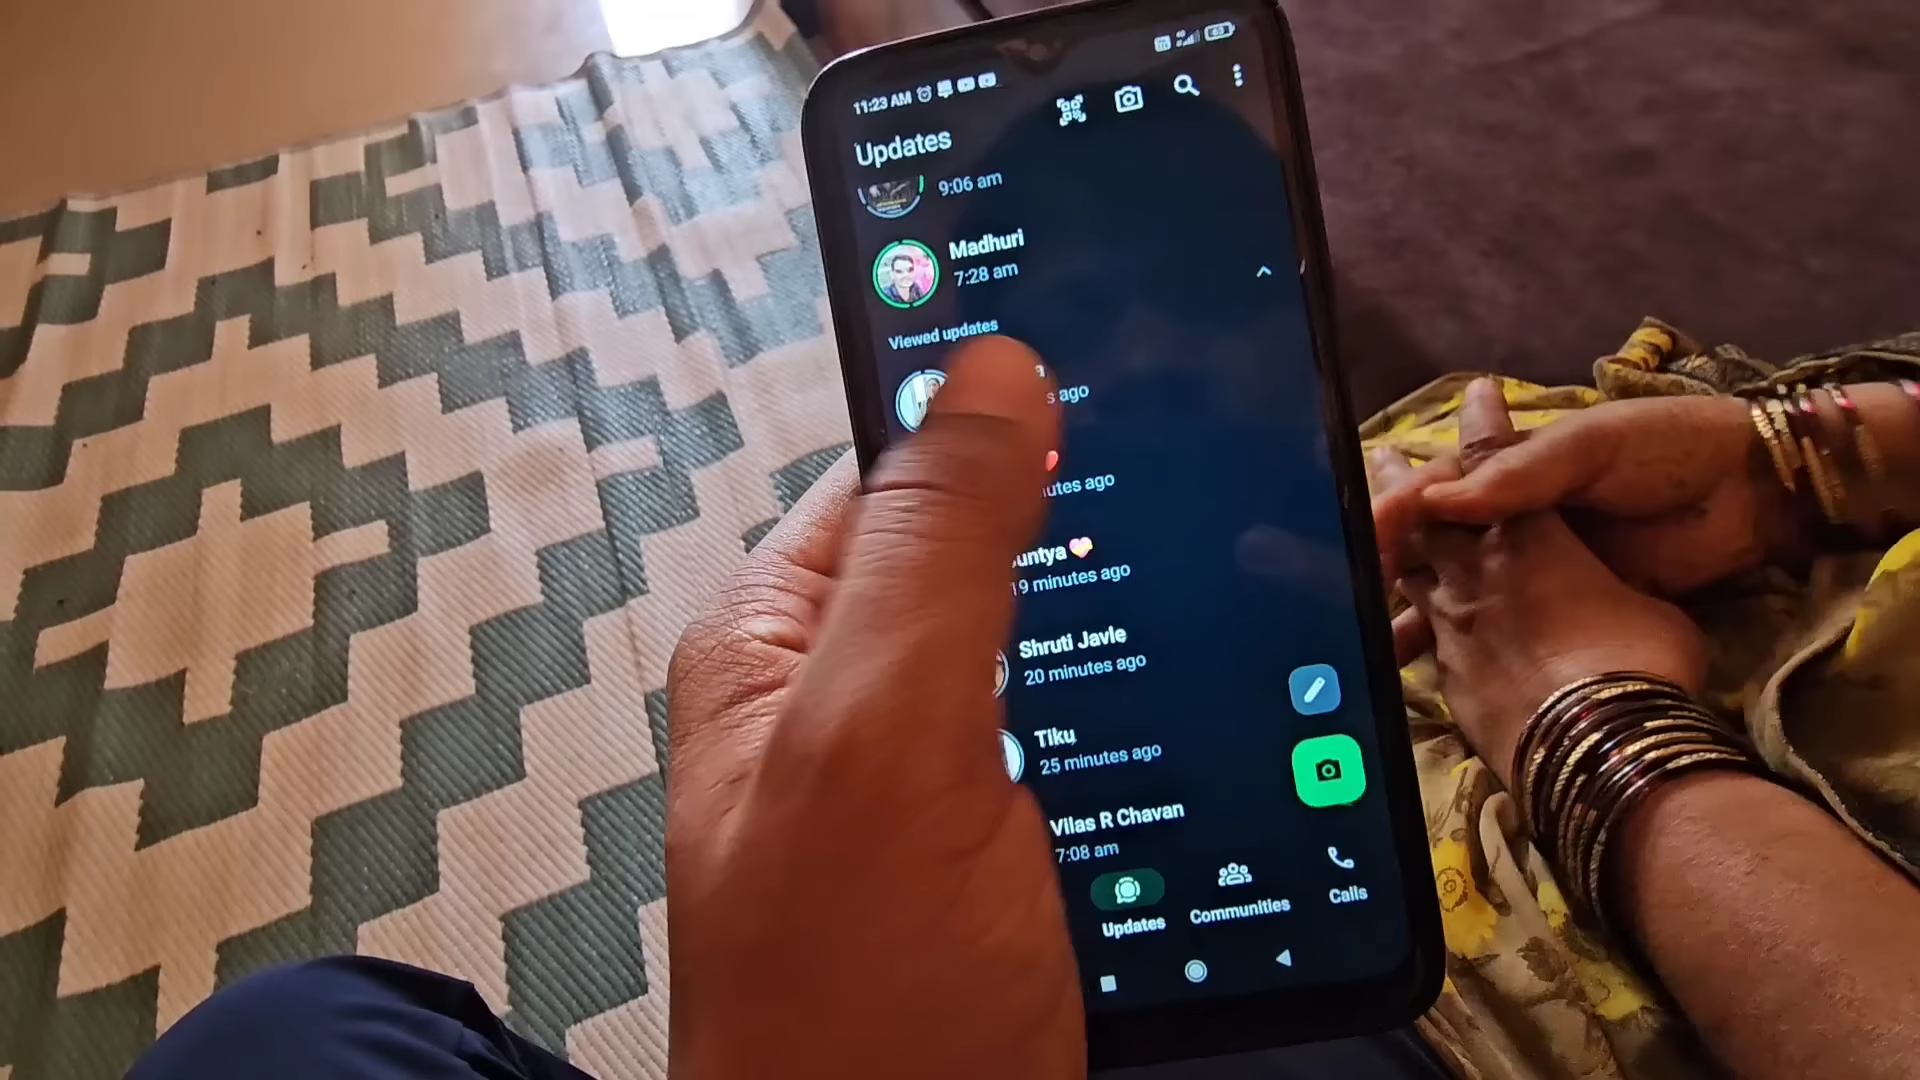 11:23 AM
63
Updates
9:06 am
Madhuri
7:28 am
Viewed updates
s ago
utes ago
untya 💝
19 minutes ago
Shruti Javle
20 minutes ago
Tiku
25 minutes ago
Vilas R Chavan
7:08 am
Updates
Communities
Calls